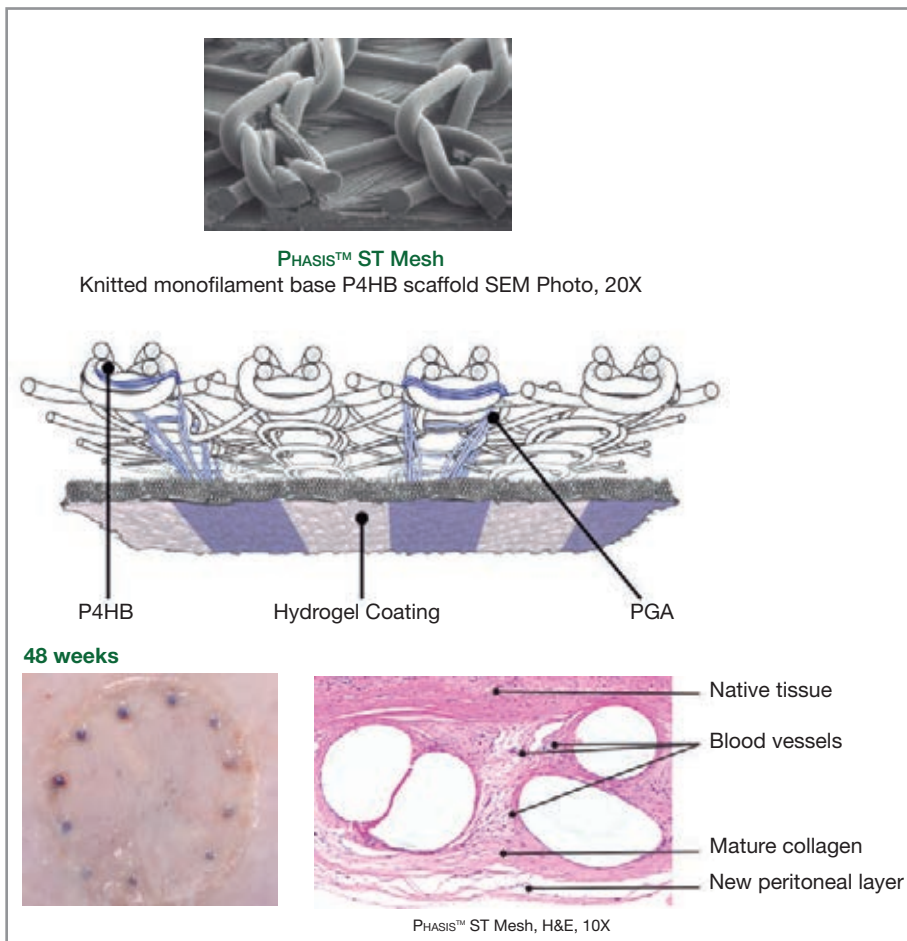 PHASIS™ ST Mesh
Knitted monofilament base P4HB scaffold SEM Photo, 20X
P4HB
Hydrogel Coating
PGA
48 weeks
Native tissue
Blood vessels
Mature collagen
New peritoneal layer
PHASIS™ ST Mesh, H&E, 10X